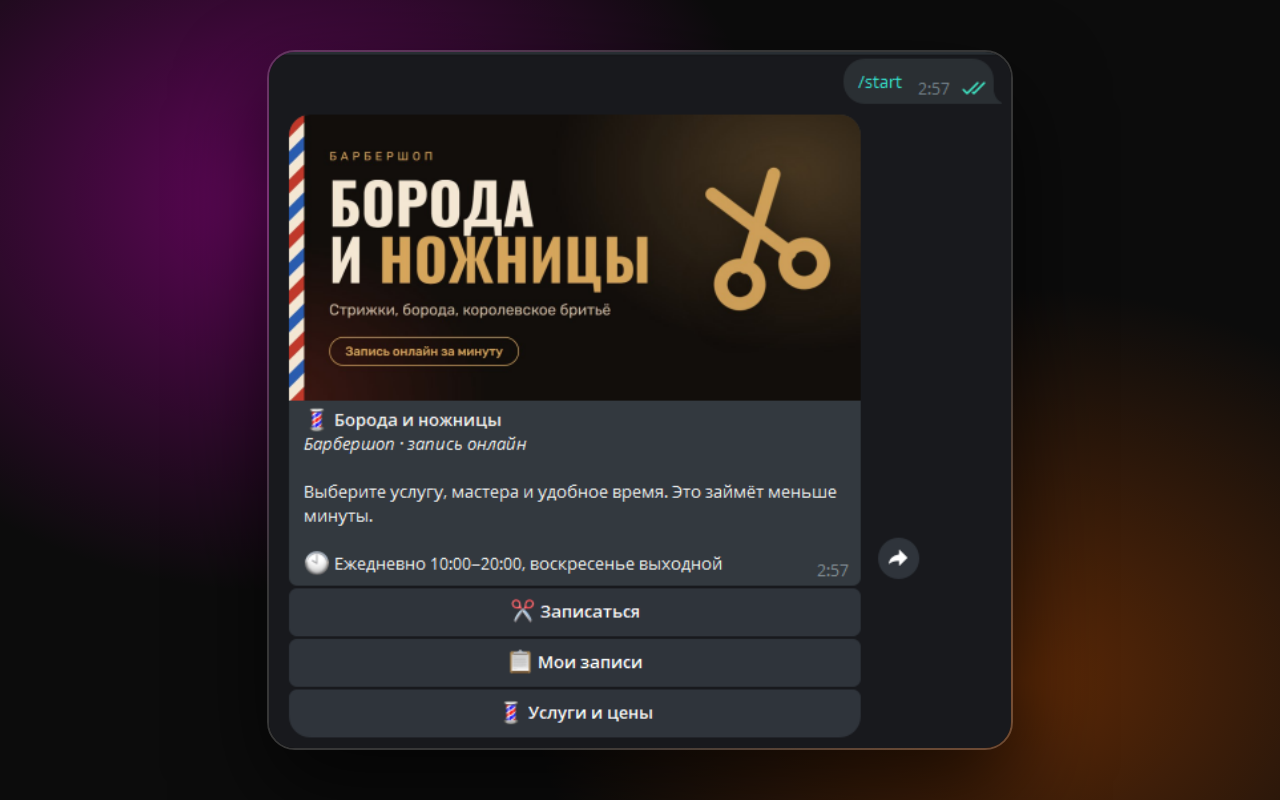 /start 2:57
БАРБЕРШОП
БОРОДА
И НОЖНИЦЫ
Стрижки, борода, королевское бритьё
Запись онлайн за минуту
💈 Борода и ножницы
Барбершоп · запись онлайн
Выберите услугу, мастера и удобное время. Это займёт меньше
минуты.
🕙 Ежедневно 10:00–20:00, воскресенье выходной 2:57
✂️ Записаться
📋 Мои записи
💈 Услуги и цены